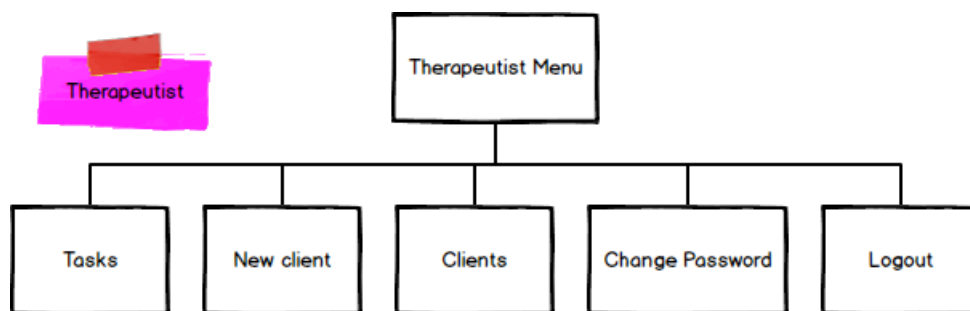 Therapeutist
Therapeutist Menu
Tasks
New client
Clients
Change Password
Logout